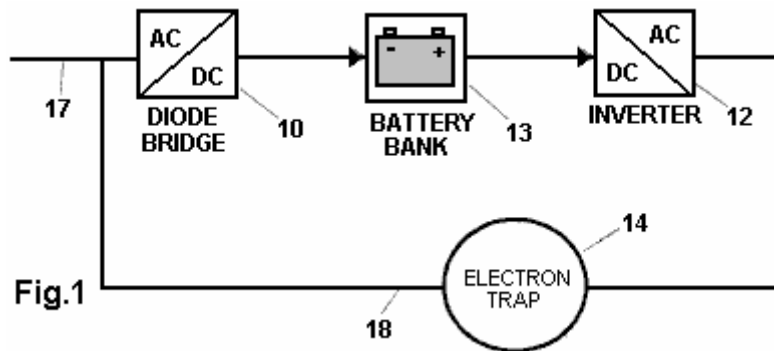 AC
DC
17
DIODE
BRIDGE
10
- +
BATTERY
BANK
13
AC
DC
INVERTER
12
14
ELECTRON
TRAP
18
Fig.1